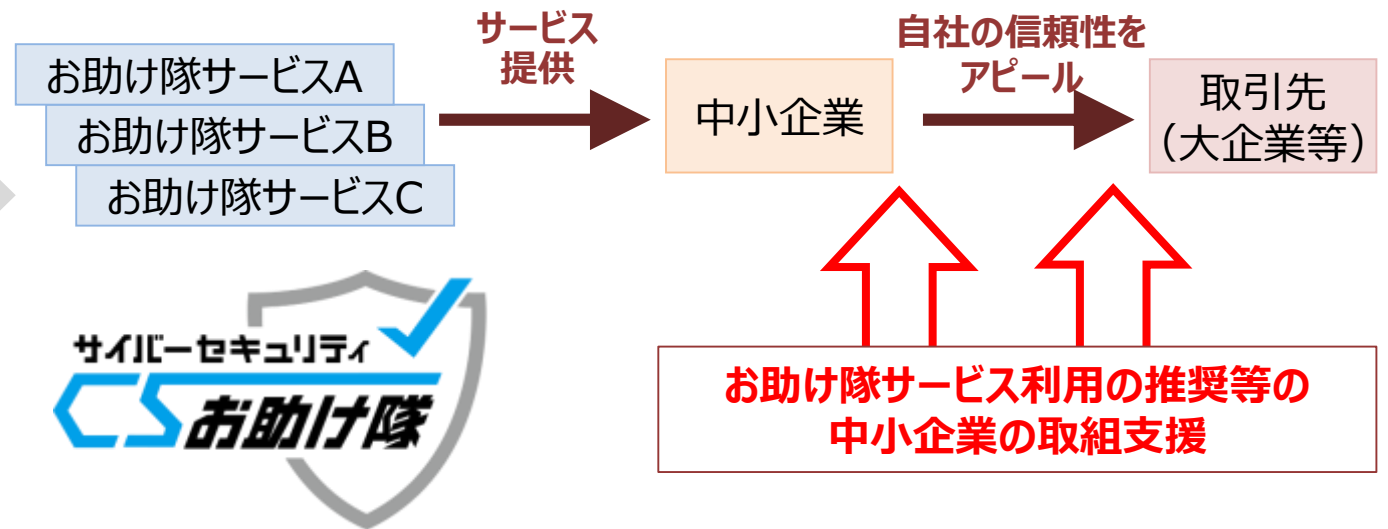 お助け隊サービスA
お助け隊サービスB
お助け隊サービスC
サービス
提供
中小企業
自社の信頼性を
アピール
取引先
(大企業等)
サイバーセキュリティ
CSお助け隊
お助け隊サービス利用の推奨等の
中小企業の取組支援